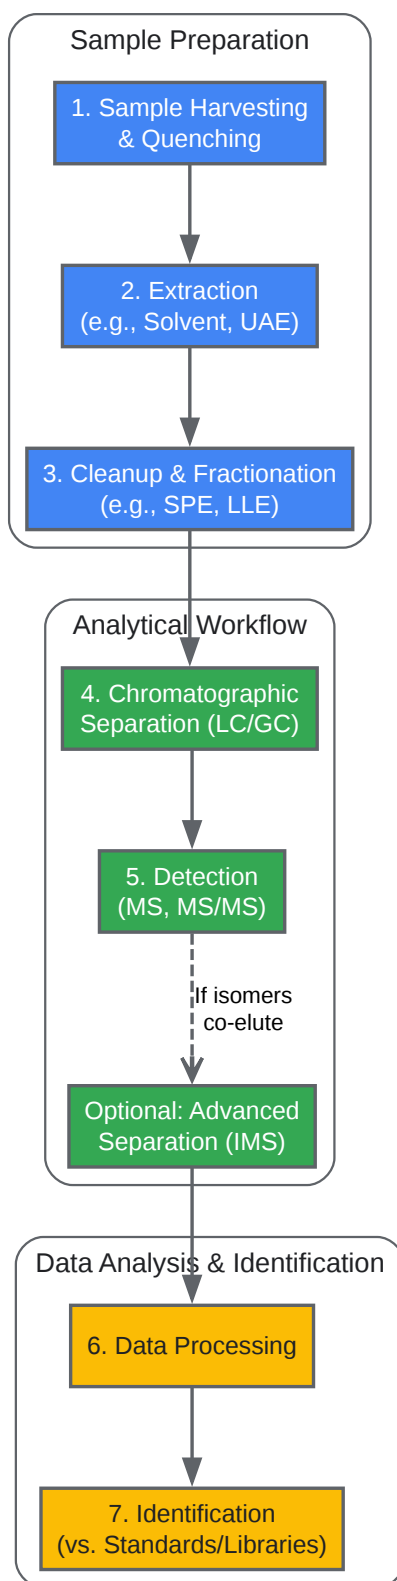 Sample Preparation
1. Sample Harvesting
& Quenching
2. Extraction
(e.g., Solvent, UAE)
3. Cleanup & Fractionation
(e.g., SPE, LLE)
Analytical Workflow
4. Chromatographic
Separation (LC/GC)
5. Detection
(MS, MS/MS)
If isomers
co-elute
Optional: Advanced
Separation (IMS)
Data Analysis & Identification
6. Data Processing
7. Identification
(vs. Standards/Libraries)